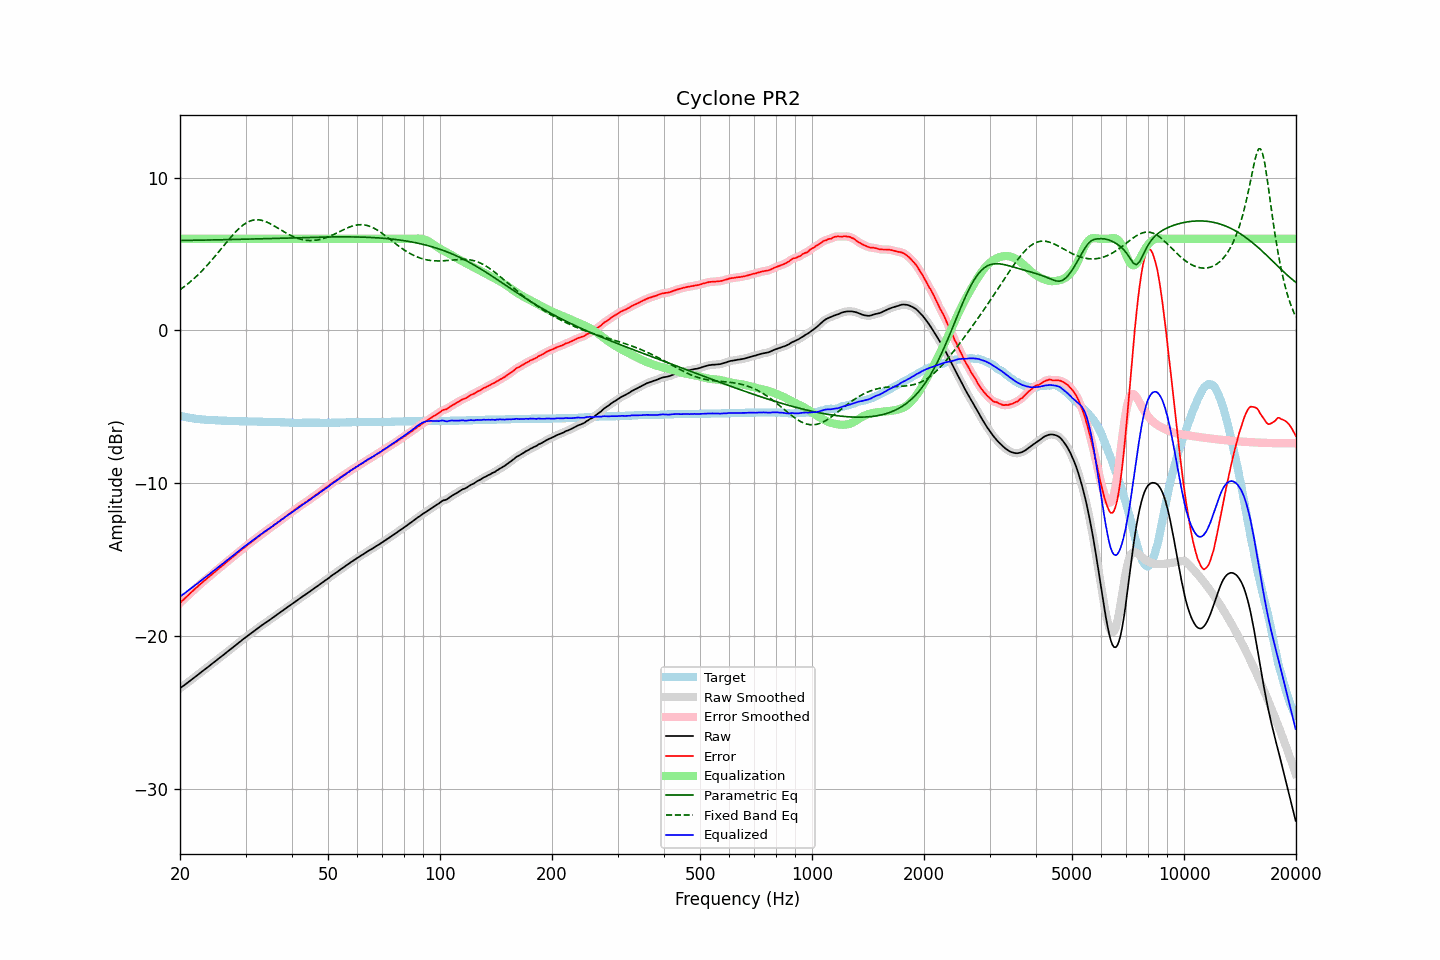 Cyclone PR2
Amplitude (dBr)
10
0
−10
−20
−30
Target
Raw Smoothed
Error Smoothed
Raw
Error
Equalization
Parametric Eq
Fixed Band Eq
Equalized
20 50 100 200 500 1000 2000 5000 10000 20000
Frequency (Hz)